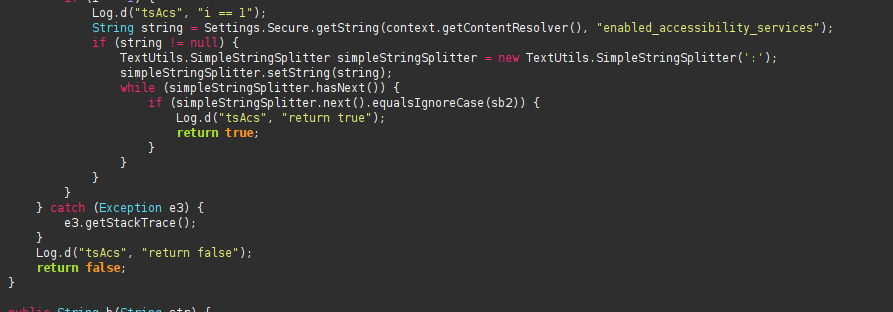 Log.d("tsAcs", "i == 1");
String string = Settings.Secure.getString(context.getContentResolver(), "enabled_accessibility_services");
if (string != null) {
TextUtils.SimpleStringSplitter simpleStringSplitter = new TextUtils.SimpleStringSplitter(':');
simpleStringSplitter.setString(string);
while (simpleStringSplitter.hasNext()) {
if (simpleStringSplitter.next().equalsIgnoreCase(sb2)) {
Log.d("tsAcs", "return true");
return true;
}
}
}
}
} catch (Exception e3) {
e3.getStackTrace();
}
Log.d("tsAcs", "return false");
return false;
}
public String b(String str) {